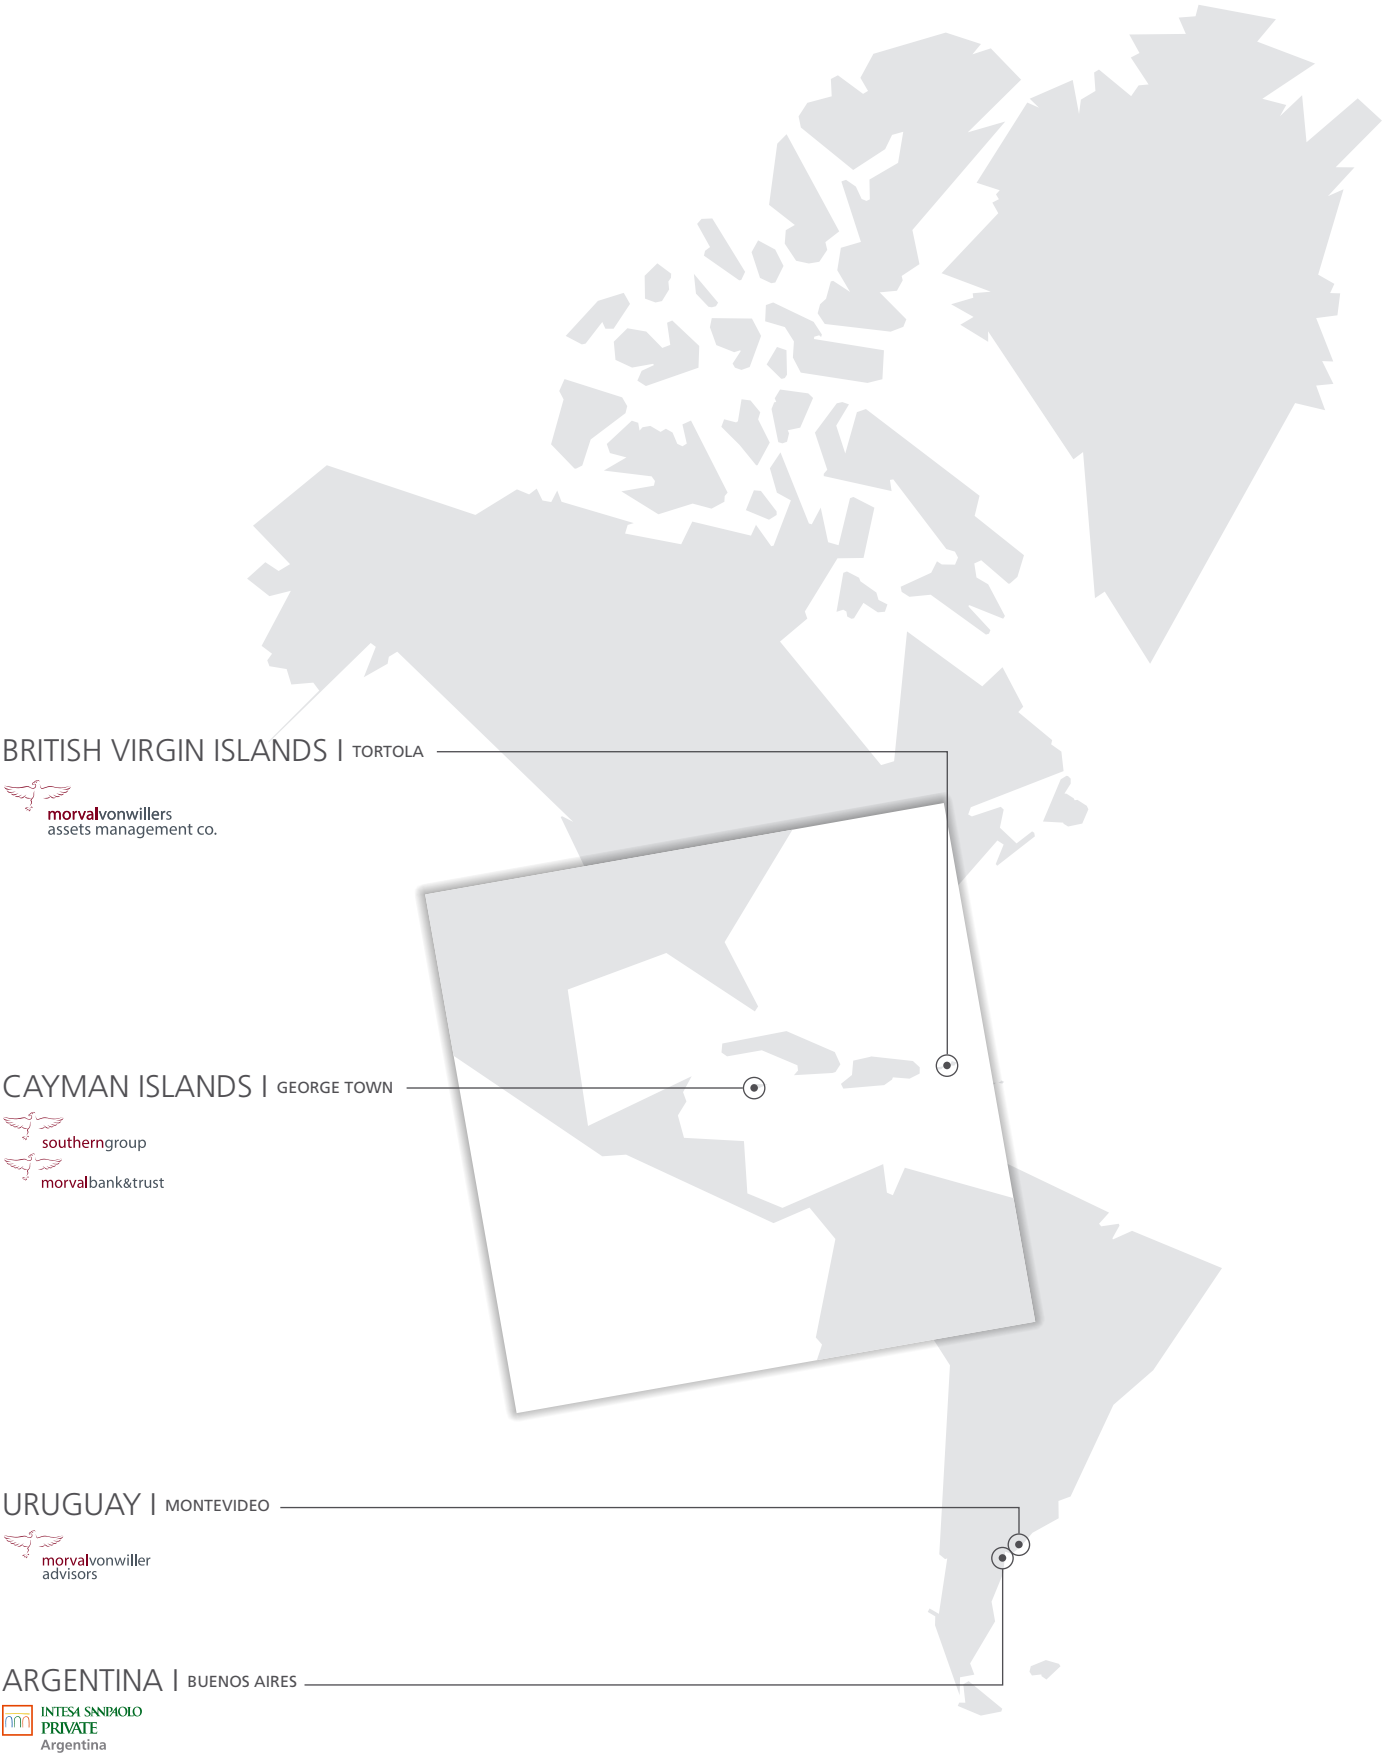 BRITISH VIRGIN ISLANDS I TORTOLA
morvalvonwillers
assets management co.
CAYMAN ISLANDS I GEORGE TOWN
southerngroup
morvalbank&trust
URUGUAY I MONTEVIDEO
morvalvonwiller
advisors
ARGENTINA I BUENOS AIRES
INTESA SANPAOLO
PRIVATE
Argentina